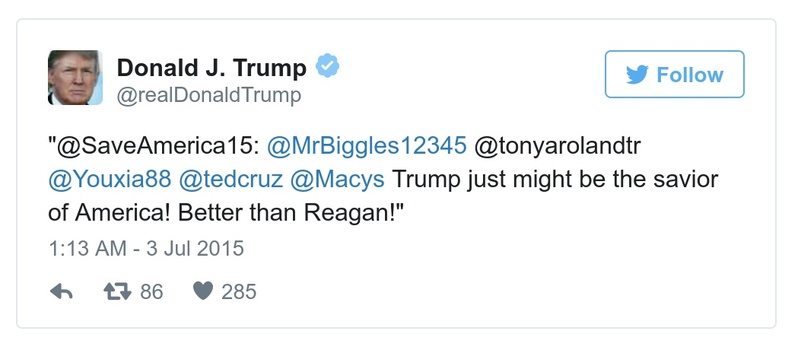 Donald J. Trump
@realDonaldTrump
Follow
"@SaveAmerica15: @MrBiggles12345 @tonyarolandtr
@Youxia88 @tedcruz @Macys Trump just might be the savior
of America! Better than Reagan!"
1:13 AM - 3 Jul 2015
86 285